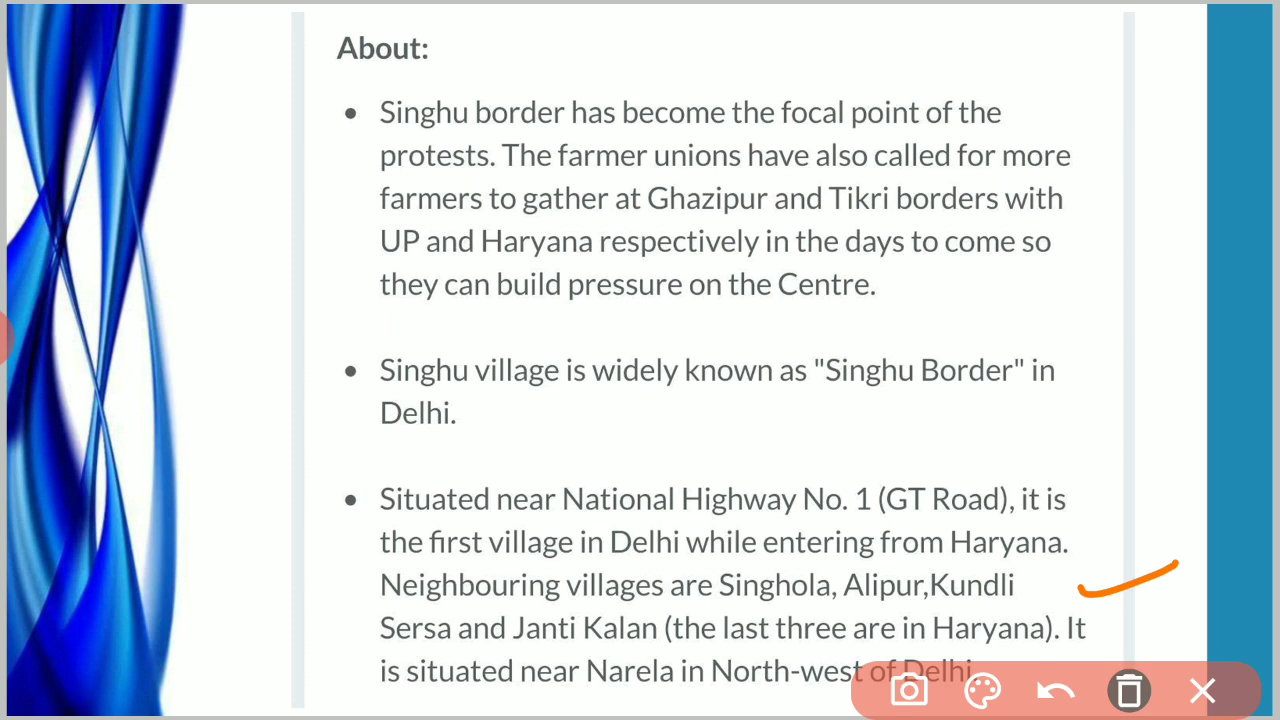 About:
• Singhu border has become the focal point of the
protests. The farmer unions have also called for more
farmers to gather at Ghazipur and Tikri borders with
UP and Haryana respectively in the days to come so
they can build pressure on the Centre.
• Singhu village is widely known as "Singhu Border" in
Delhi.
• Situated near National Highway No. 1 (GT Road), it is
the first village in Delhi while entering from Haryana.
Neighbouring villages are Singhola, Alipur,Kundli
Sersa and Janti Kalan (the last three are in Haryana). It
is situated near Narela in North-west of Delhi